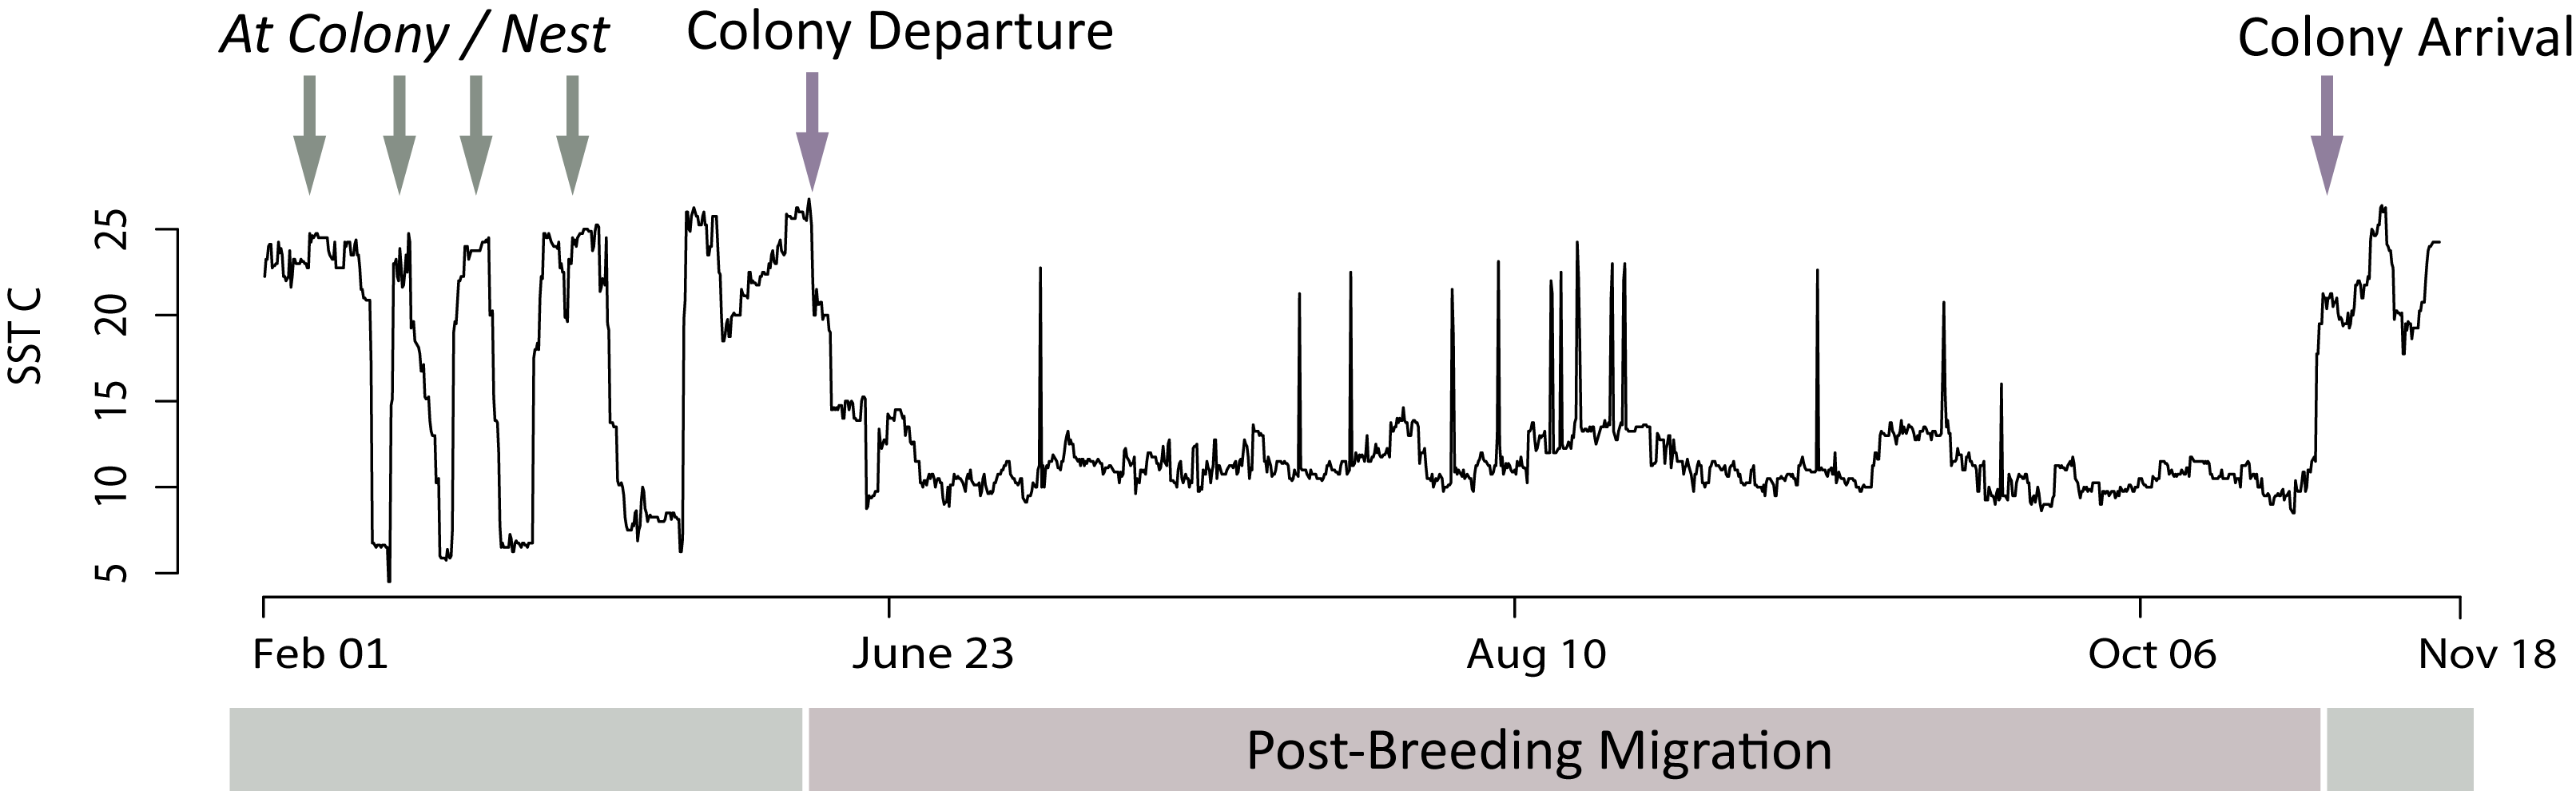 At Colony / Nest
Colony Departure
Colony Arrival
SST C
25
20
15
10
5
Feb 01
June 23
Aug 10
Oct 06
Nov 18
Post-Breeding Migration